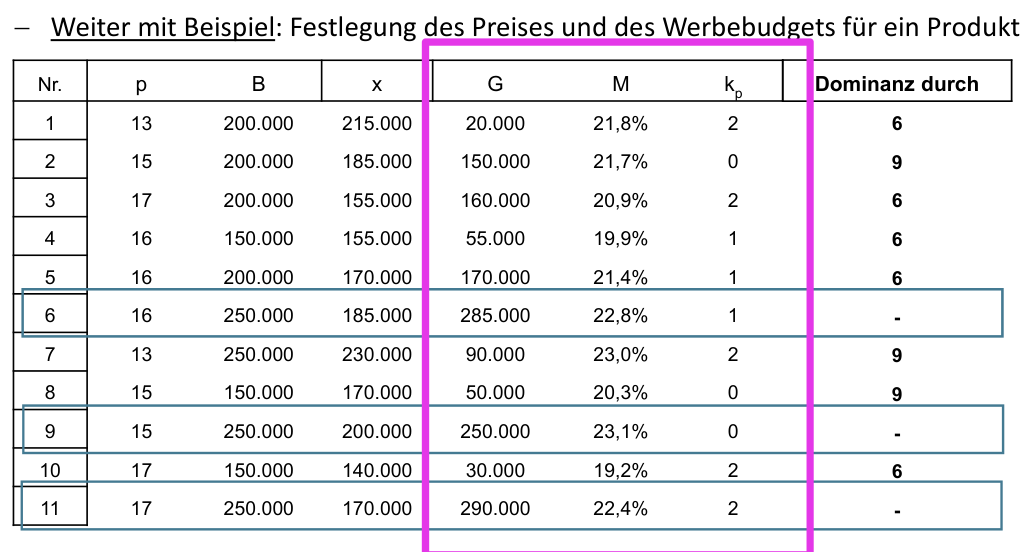 – Weiter mit Beispiel: Festlegung des Preises und des Werbebudgets für ein Produkt
Nr. p B x G M kp Dominanz durch
1 13 200.000 215.000 20.000 21,8% 2 6
2 15 200.000 185.000 150.000 21,7% 0 9
3 17 200.000 155.000 160.000 20,9% 2 6
4 16 150.000 155.000 55.000 19,9% 1 6
5 16 200.000 170.000 170.000 21,4% 1 6
6 16 250.000 185.000 285.000 22,8% 1 -
7 13 250.000 230.000 90.000 23,0% 2 9
8 15 150.000 170.000 50.000 20,3% 0 9
9 15 250.000 200.000 250.000 23,1% 0 -
10 17 150.000 140.000 30.000 19,2% 2 6
11 17 250.000 170.000 290.000 22,4% 2 -